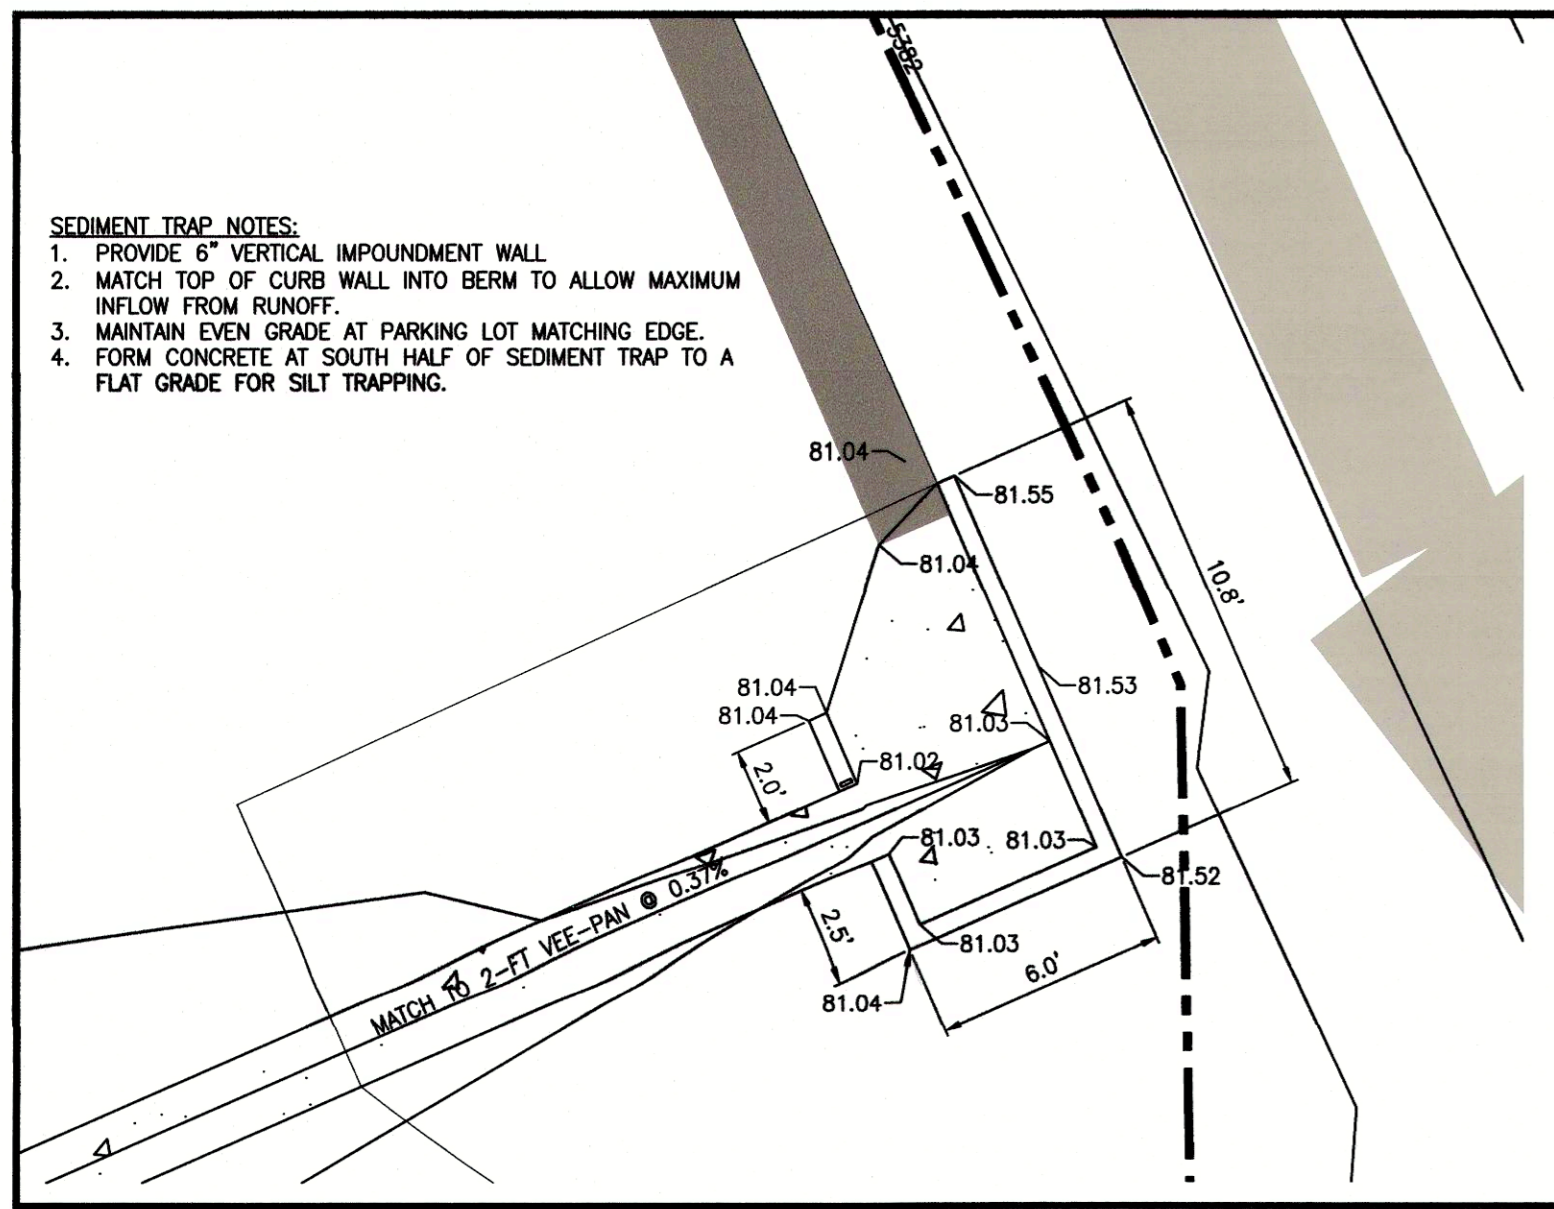 5382
SEDIMENT TRAP NOTES:
1. PROVIDE 6" VERTICAL IMPOUNDMENT WALL
2. MATCH TOP OF CURB WALL INTO BERM TO ALLOW MAXIMUM
INFLOW FROM RUNOFF.
3. MAINTAIN EVEN GRADE AT PARKING LOT MATCHING EDGE.
4. FORM CONCRETE AT SOUTH HALF OF SEDIMENT TRAP TO A
FLAT GRADE FOR SILT TRAPPING.
81.04
81.55
81.04
10.8'
81.04
81.53
81.04
81.03
81.02
2.0'
81.03
81.03
81.52
MATCH TO 2-FT VEE-PAN @ 0.37%
2.5'
81.03
6.0'
81.04